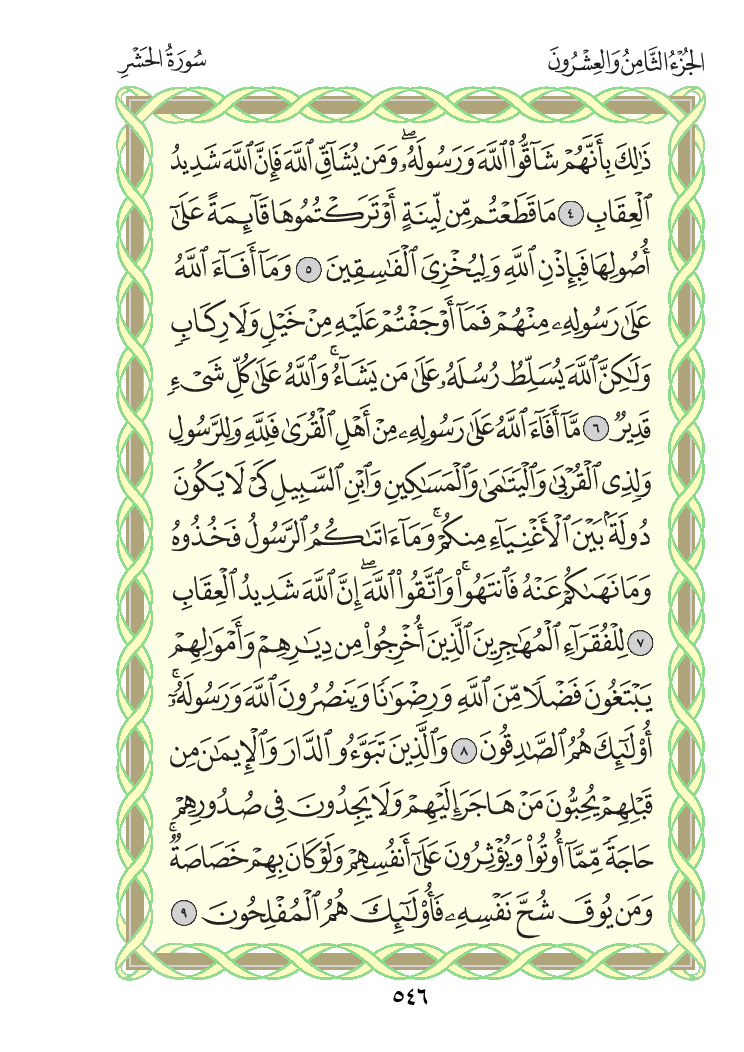 الجُزْءُ الثَّامِنُ وَالعِشْرُونَ
سُورَةُ الحَشْرِ
ذَٰلِكَ بِأَنَّهُمْ شَآقُّوا۟ ٱللَّهَ وَرَسُولَهُۥ ۖ وَمَن يُشَآقِّ ٱللَّهَ فَإِنَّ ٱللَّهَ شَدِيدُ
ٱلْعِقَابِ ٤ مَا قَطَعْتُم مِّن لِّينَةٍ أَوْ تَرَكْتُمُوهَا قَآئِمَةً عَلَىٰٓ
أُصُولِهَا فَبِإِذْنِ ٱللَّهِ وَلِيُخْزِىَ ٱلْفَـٰسِقِينَ ٥ وَمَآ أَفَآءَ ٱللَّهُ
عَلَىٰ رَسُولِهِۦ مِنْهُمْ فَمَآ أَوْجَفْتُمْ عَلَيْهِ مِنْ خَيْلٍ وَلَا رِكَابٍ
وَلَـٰكِنَّ ٱللَّهَ يُسَلِّطُ رُسُلَهُۥ عَلَىٰ مَن يَشَآءُ ۚ وَٱللَّهُ عَلَىٰ كُلِّ شَىْءٍ
قَدِيرٌ ٦ مَّآ أَفَآءَ ٱللَّهُ عَلَىٰ رَسُولِهِۦ مِنْ أَهْلِ ٱلْقُرَىٰ فَلِلَّهِ وَلِلرَّسُولِ
وَلِذِى ٱلْقُرْبَىٰ وَٱلْيَتَـٰمَىٰ وَٱلْمَسَـٰكِينِ وَٱبْنِ ٱلسَّبِيلِ كَىْ لَا يَكُونَ
دُولَةًۢ بَيْنَ ٱلْأَغْنِيَآءِ مِنكُمْ ۚ وَمَآ ءَاتَىٰكُمُ ٱلرَّسُولُ فَخُذُوهُ
وَمَا نَهَىٰكُمْ عَنْهُ فَٱنتَهُوا۟ ۚ وَٱتَّقُوا۟ ٱللَّهَ ۖ إِنَّ ٱللَّهَ شَدِيدُ ٱلْعِقَابِ
٧ لِلْفُقَرَآءِ ٱلْمُهَـٰجِرِينَ ٱلَّذِينَ أُخْرِجُوا۟ مِن دِيَـٰرِهِمْ وَأَمْوَٰلِهِمْ
يَبْتَغُونَ فَضْلًا مِّنَ ٱللَّهِ وَرِضْوَٰنًا وَيَنصُرُونَ ٱللَّهَ وَرَسُولَهُۥٓ ۚ
أُو۟لَـٰٓئِكَ هُمُ ٱلصَّـٰدِقُونَ ٨ وَٱلَّذِينَ تَبَوَّءُو ٱلدَّارَ وَٱلْإِيمَـٰنَ مِن
قَبْلِهِمْ يُحِبُّونَ مَنْ هَاجَرَ إِلَيْهِمْ وَلَا يَجِدُونَ فِى صُدُورِهِمْ
حَاجَةً مِّمَّآ أُوتُوا۟ وَيُؤْثِرُونَ عَلَىٰٓ أَنفُسِهِمْ وَلَوْ كَانَ بِهِمْ خَصَاصَةٌ ۚ
وَمَن يُوقَ شُحَّ نَفْسِهِۦ فَأُو۟لَـٰٓئِكَ هُمُ ٱلْمُفْلِحُونَ ٩
٥٤٦